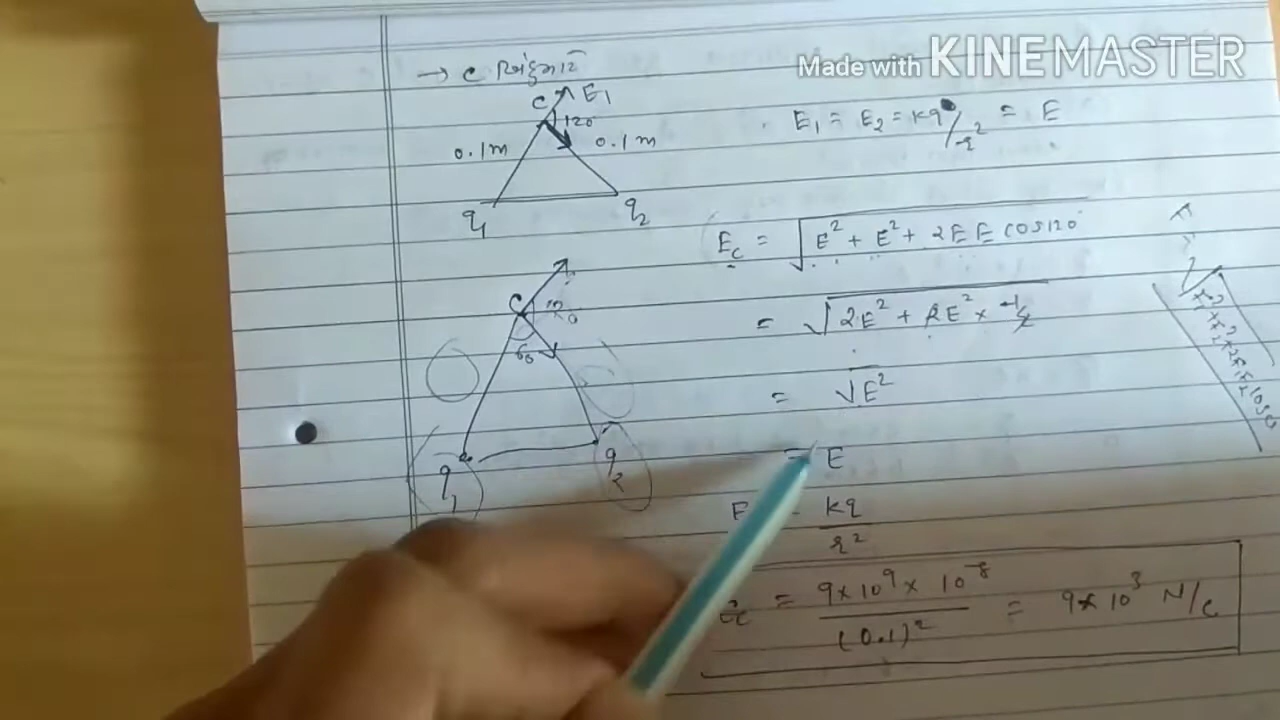 Made with KINEMASTER
→ C બિંદુમાટે
C E₁
120
0.1m 0.1m
q₁ q₂
E₁ = E₂ = kq/r² = E
E_C = √(E² + E² + 2EE cos120°)
= √(2E² + 2E² × -1/2)
C
60
q₁ q₂
= √E²
= E
kq/r²
= 9×10⁹ × 10⁻⁸/(0.1)² = 9×10³ N/C